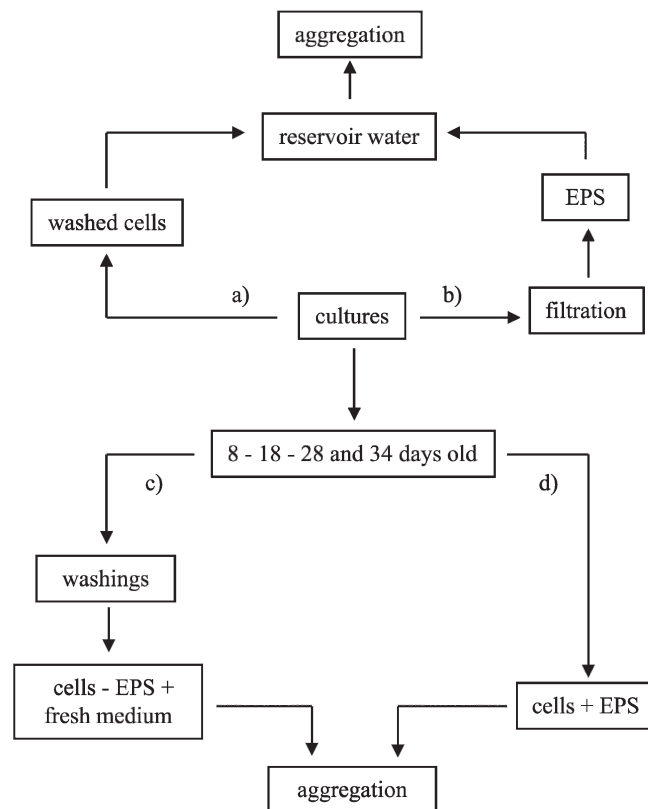 aggregation
reservoir water
washed cells
EPS
a)
b)
cultures
filtration
8 - 18 - 28 and 34 days old
c)
d)
washings
cells - EPS +
fresh medium
cells + EPS
aggregation